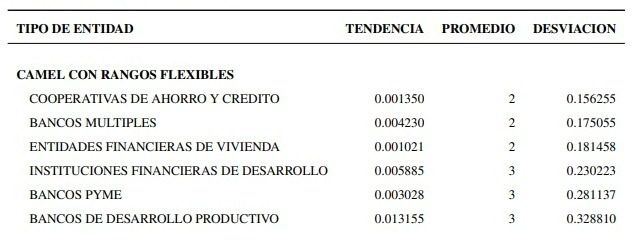 TIPO DE ENTIDAD TENDENCIA PROMEDIO DESVIACION
CAMEL CON RANGOS FLEXIBLES
COOPERATIVAS DE AHORRO Y CREDITO 0.001350 2 0.156255
BANCOS MULTIPLES 0.004230 2 0.175055
ENTIDADES FINANCIERAS DE VIVIENDA 0.001021 2 0.181458
INSTITUCIONES FINANCIERAS DE DESARROLLO 0.005885 3 0.230223
BANCOS PYME 0.003028 3 0.281137
BANCOS DE DESARROLLO PRODUCTIVO 0.013155 3 0.328810